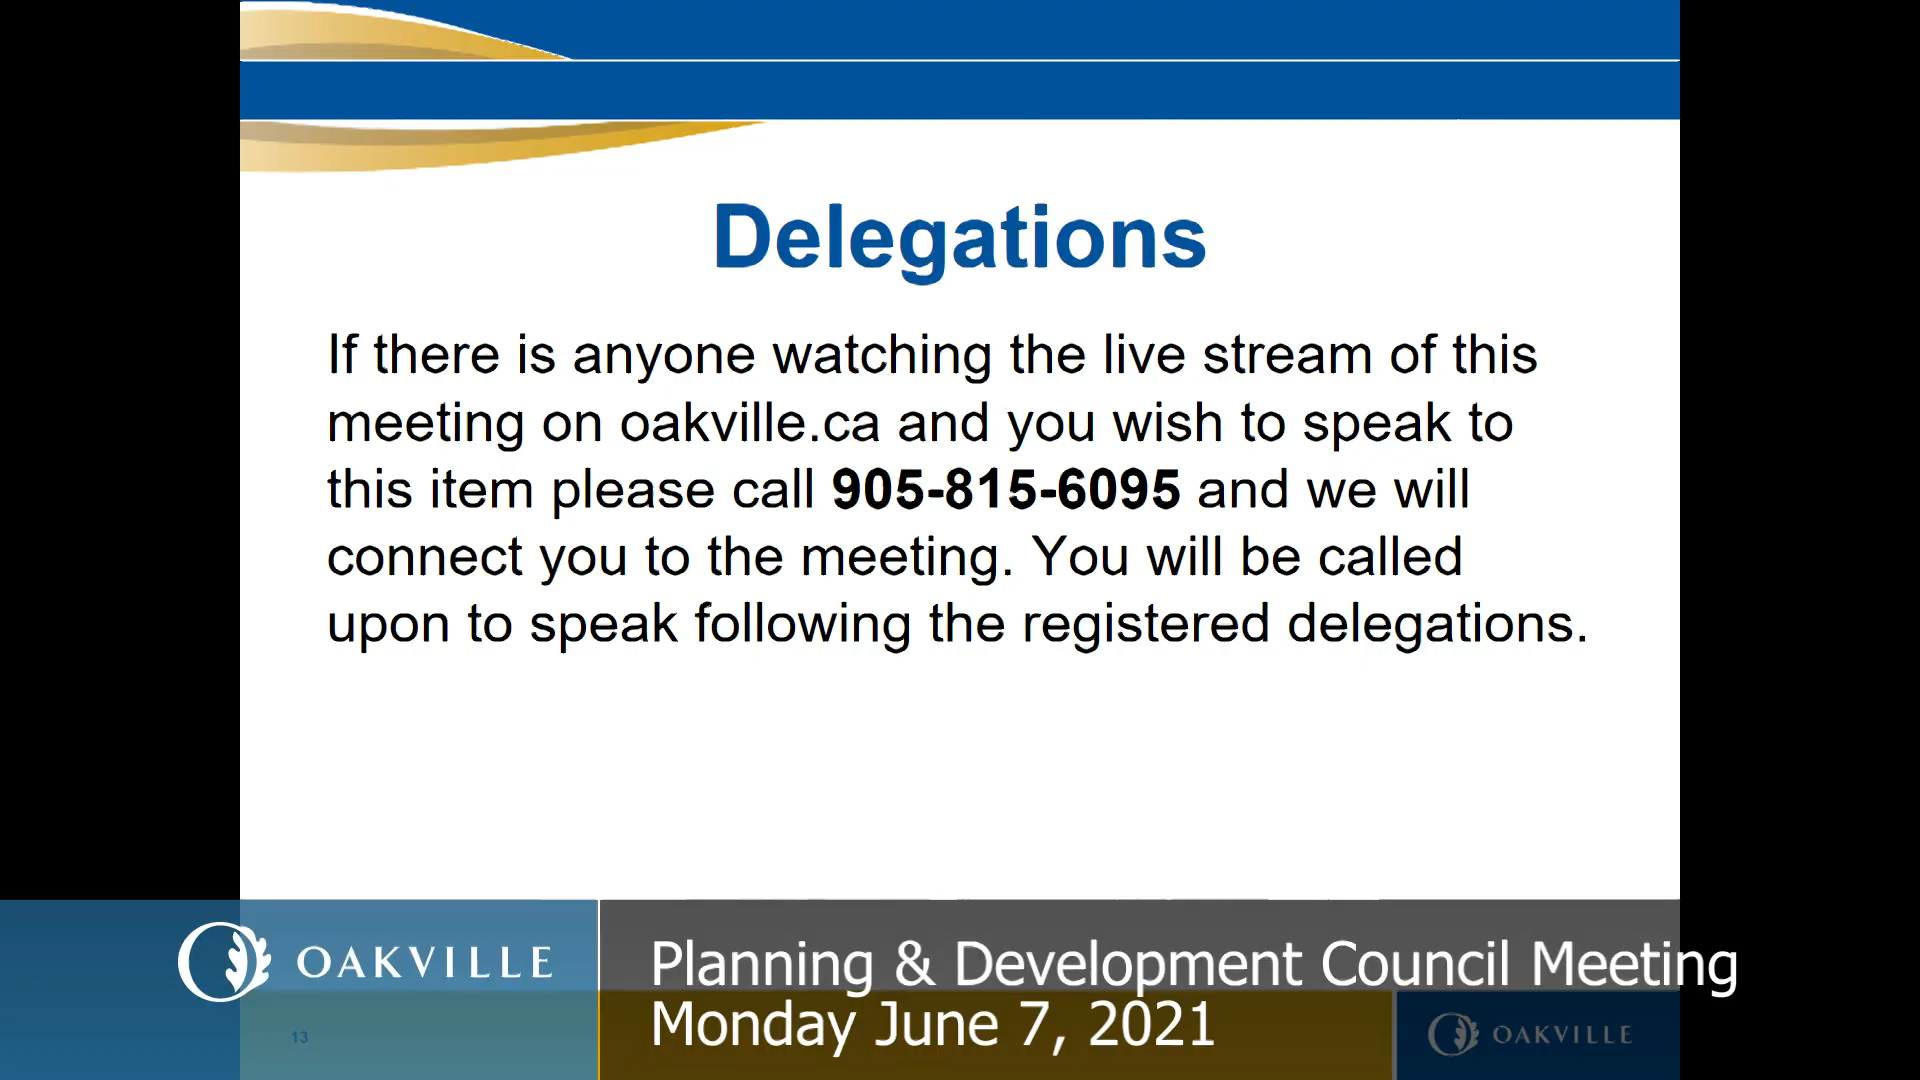 Delegations
If there is anyone watching the live stream of this
meeting on oakville.ca and you wish to speak to
this item please call 905-815-6095 and we will
connect you to the meeting. You will be called
upon to speak following the registered delegations.
OAKVILLE
Planning & Development Council Meeting
Monday June 7, 2021
13
OAKVILLE